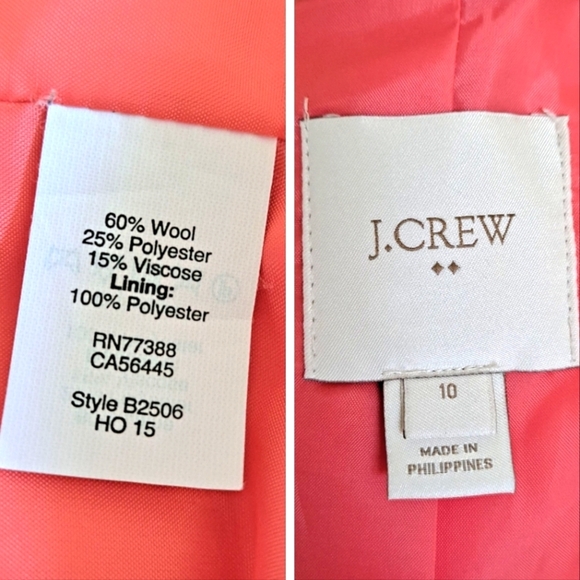 60% Wool
25% Polyester
15% Viscose
Lining:
100% Polyester
RN77388
CA56445
Style B2506
HO 15
J.CREW
10
MADE IN
PHILIPPINES